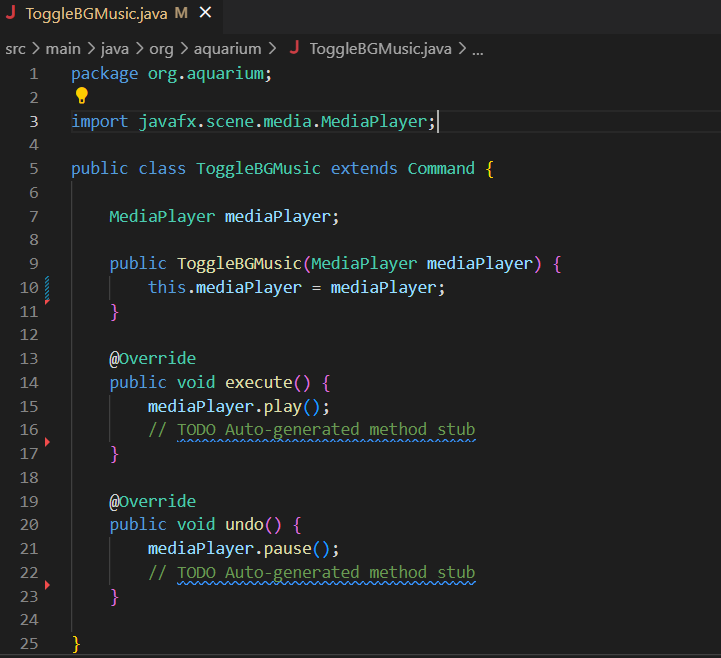 J ToggleBGMusic.java M ×
src > main > java > org > aquarium > J ToggleBGMusic.java > ...
1 package org.aquarium;
2
3 import javafx.scene.media.MediaPlayer;
4
5 public class ToggleBGMusic extends Command {
6
7 MediaPlayer mediaPlayer;
8
9 public ToggleBGMusic(MediaPlayer mediaPlayer) {
10 this.mediaPlayer = mediaPlayer;
11 }
12
13 @Override
14 public void execute() {
15 mediaPlayer.play();
16 // TODO Auto-generated method stub
17 }
18
19 @Override
20 public void undo() {
21 mediaPlayer.pause();
22 // TODO Auto-generated method stub
23 }
24
25 }